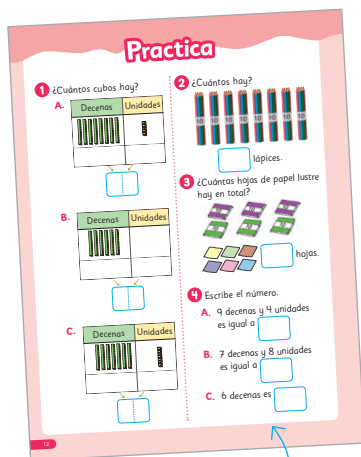 Practica
1 ¿Cuántos cubos hay?
A.
Decenas Unidades
B.
Decenas Unidades
C.
Decenas Unidades
2 ¿Cuántos hay?
10 10 10 10 10 10 10 10
lápices.
3 ¿Cuántas hojas de papel lustre
hay en total?
hojas.
4 Escribe el número.
A. 9 decenas y 4 unidades
es igual a
B. 7 decenas y 8 unidades
es igual a
C. 6 decenas es
12